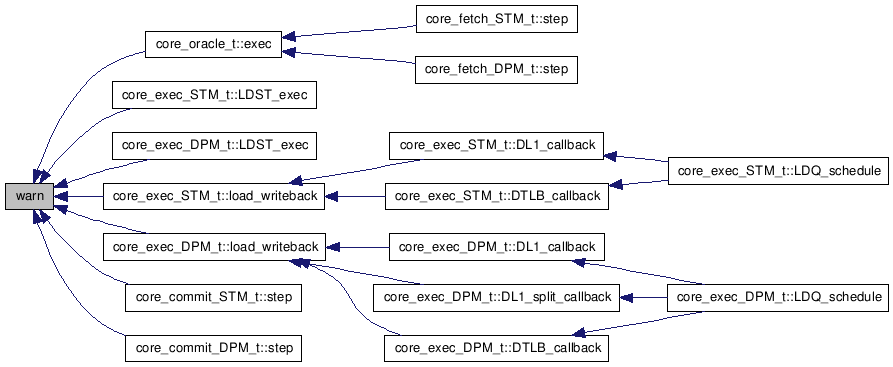 core_fetch_STM_t::step
core_oracle_t::exec
core_fetch_DPM_t::step
core_exec_STM_t::LDST_exec
core_exec_DPM_t::LDST_exec
core_exec_STM_t::DL1_callback
core_exec_STM_t::LDQ_schedule
warn
core_exec_STM_t::load_writeback
core_exec_STM_t::DTLB_callback
core_exec_DPM_t::load_writeback
core_exec_DPM_t::DL1_callback
core_commit_STM_t::step
core_exec_DPM_t::DL1_split_callback
core_exec_DPM_t::LDQ_schedule
core_commit_DPM_t::step
core_exec_DPM_t::DTLB_callback